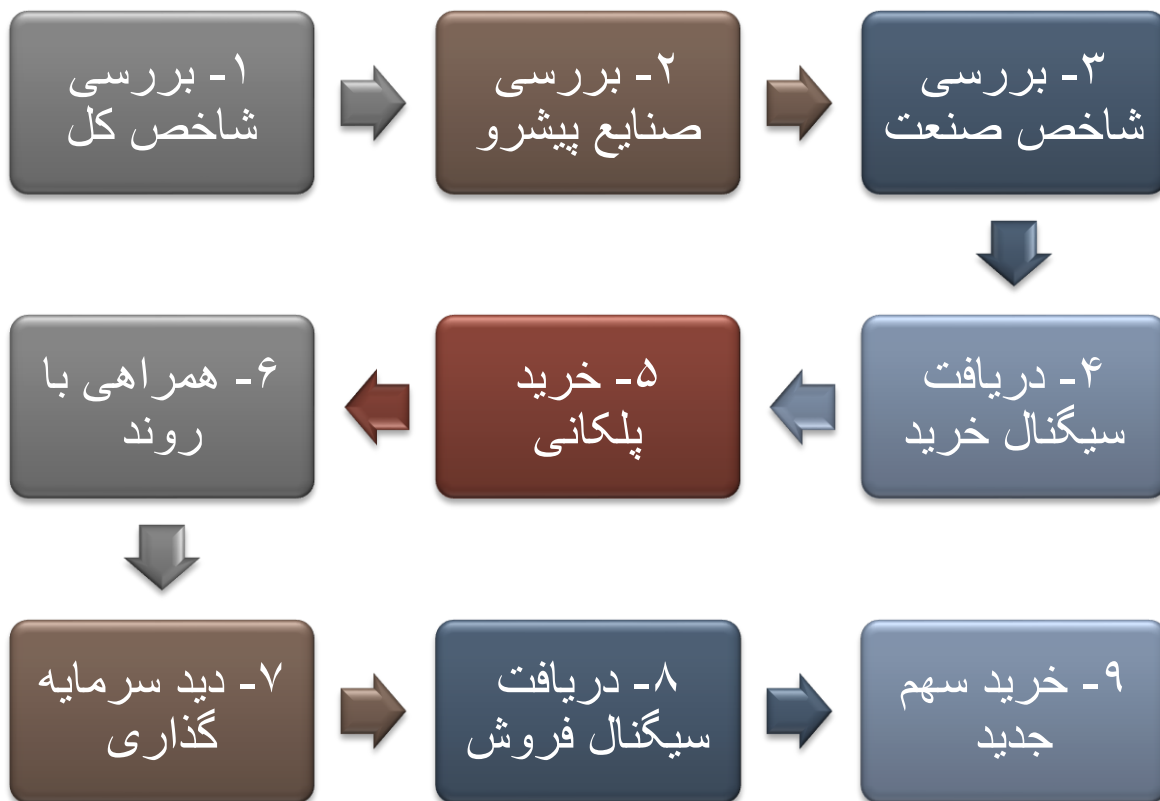 ۱- بررسی
شاخص کل
۲- بررسی
صنایع پیشرو
۳- بررسی
شاخص صنعت
۴- دریافت
سیگنال خرید
۵- خرید
پلکانی
۶- همراهی با
روند
۷- دید سرمایه
گذاری
۸- دریافت
سیگنال فروش
۹- خرید سهم
جدید